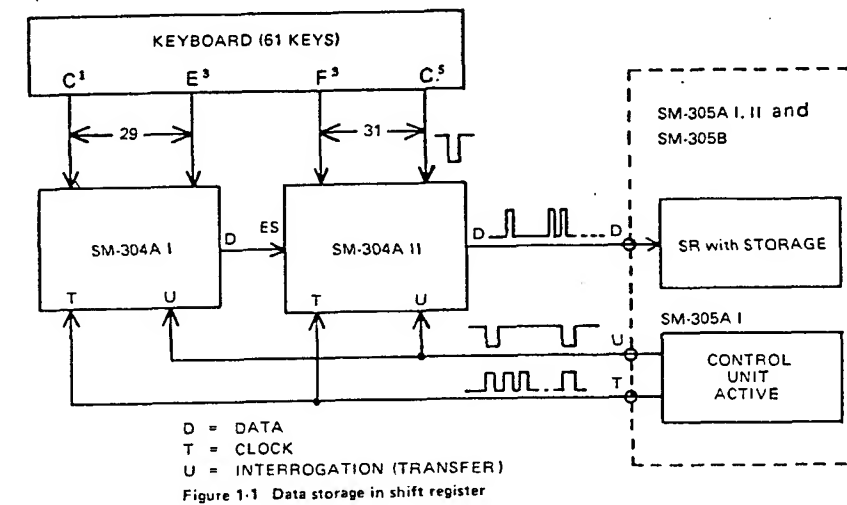 KEYBOARD (61 KEYS)
C¹ E³ F³ C.⁵
29 31
SM-305A I, II and
SM-305B
SM-304A I D ES SM-304A II D D SR with STORAGE
T U T U
SM-305A I
U
T
CONTROL
UNIT
ACTIVE
D = DATA
T = CLOCK
U = INTERROGATION (TRANSFER)
Figure 1-1 Data storage in shift register